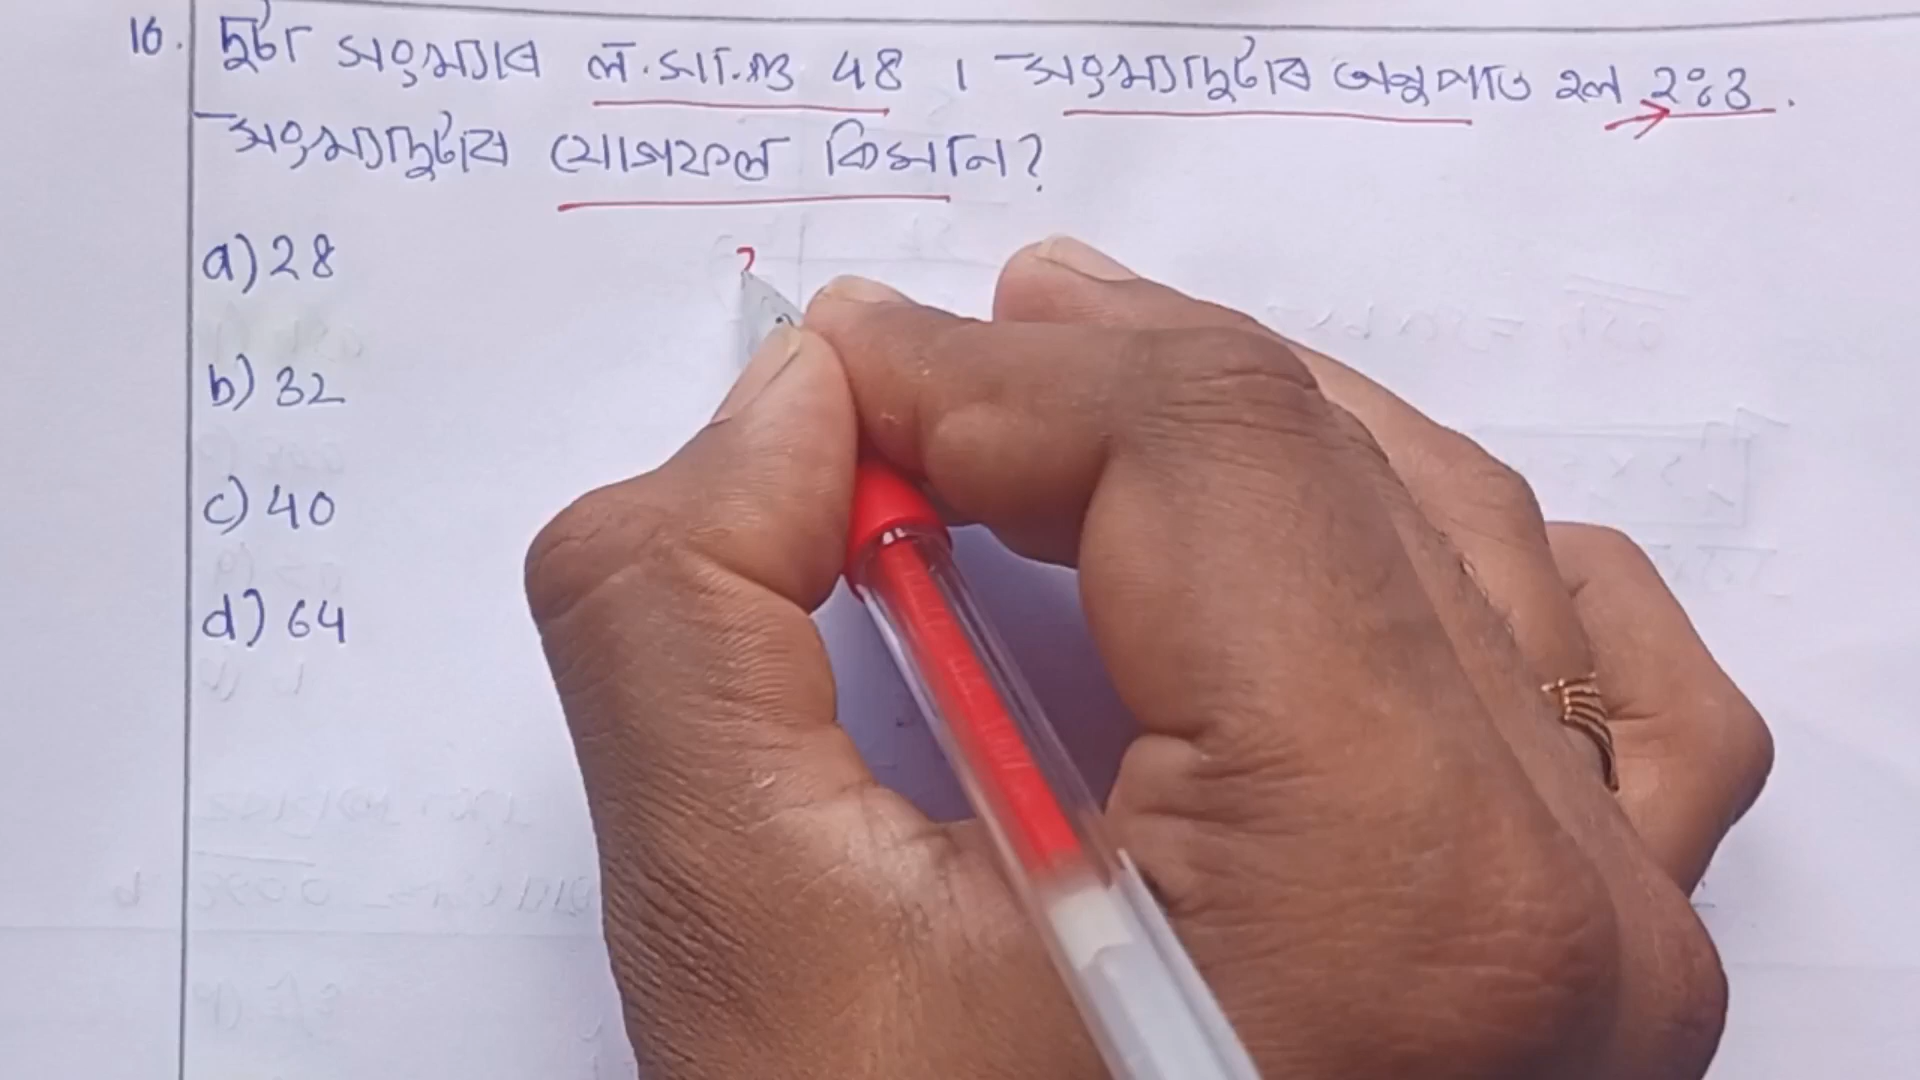 16. দুটা সংখ্যাৰ ল.সা.গু 48 । সংখ্যাদুটাৰ অনুপাত হল 2:3.
সংখ্যাদুটাৰ যোগফল কিমান?
a) 28
b) 32
c) 40
d) 64